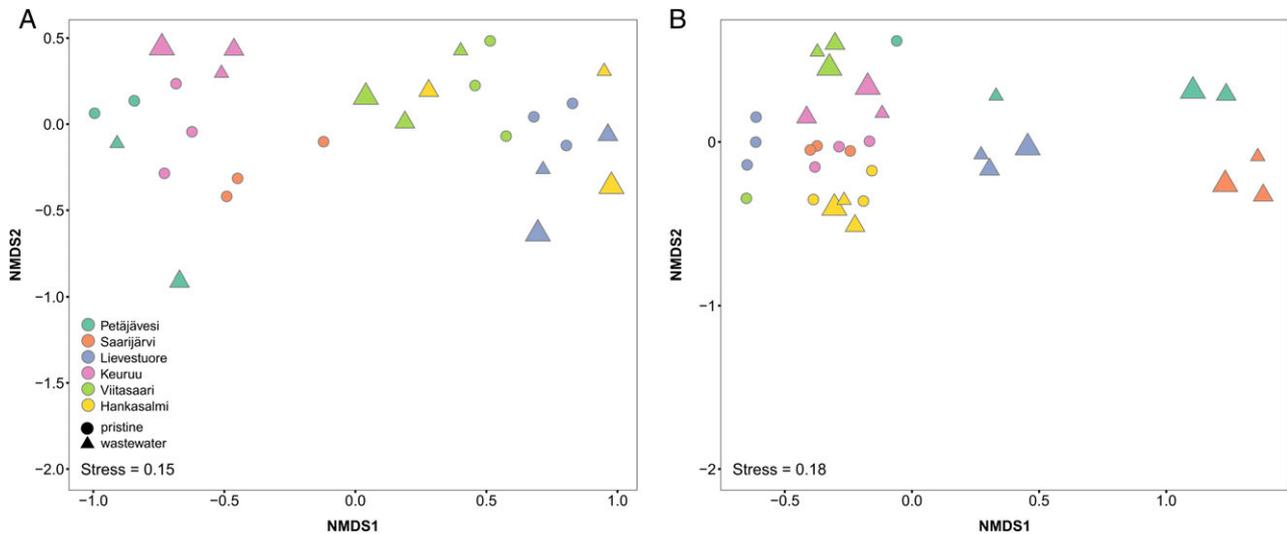 A
0.5
0.0
−0.5
−1.0
−1.5
−2.0
NMDS2
Petäjävesi
Saarijärvi
Lievestuore
Keuruu
Viitasaari
Hankasalmi
pristine
wastewater
Stress = 0.15
−1.0 −0.5 0.0 0.5 1.0
NMDS1
B
0
−1
−2
NMDS2
Stress = 0.18
−0.5 0.0 0.5 1.0
NMDS1